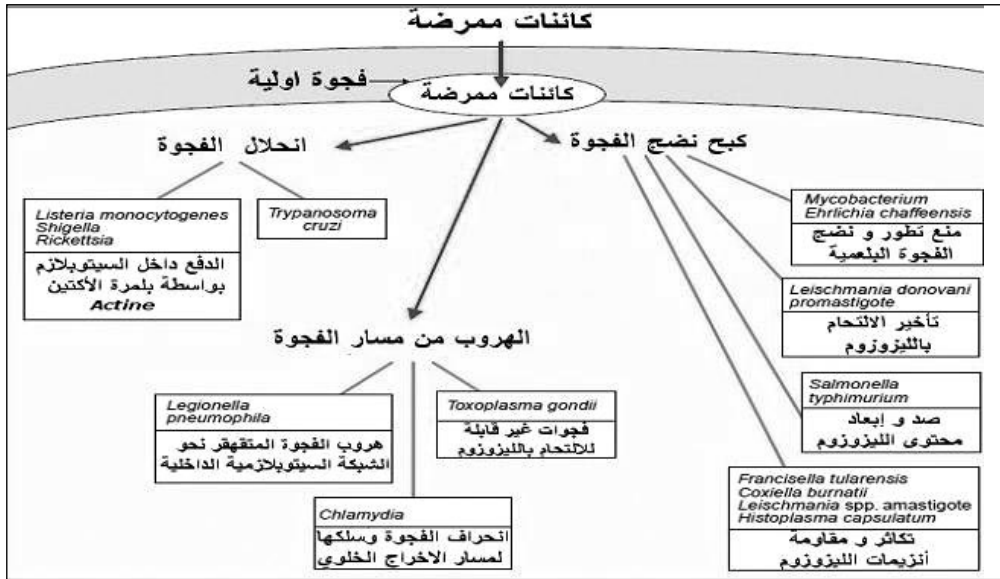 كائنات ممرضة
فجوة اولية
كائنات ممرضة
كبح نضج الفجوة
انحلال الفجوة
Mycobacterium
Ehrlichia chaffeensis
منع تطور و نضج
الفجوة البلعمية
Leischmania donovani
promastigote
تأخير الالتحام
بالليزوزوم
Salmonella
typhimurium
صد و إبعاد
محتوى الليزوزوم
Francisella tularensis
Coxiella burnatii
Leischmania spp. amastigote
Histoplasma capsulatum
تكاثر و مقاومة
أنزيمات الليزوزوم
Listeria monocytogenes
Shigella
Rickettsia
الدفع داخل السيتوبلازم
بواسطة بلمرة الأكتين
Actine
Trypanosoma
cruzi
الهروب من مسار الفجوة
Legionella
pneumophila
هروب الفجوة المتقهقر نحو
الشبكة السيتوبلازمية الداخلية
Toxoplasma gondii
فجوات غير قابلة
للالتحام بالليزوزوم
Chlamydia
انحراف الفجوة وسلكها
لمسار الاخراج الخلوي